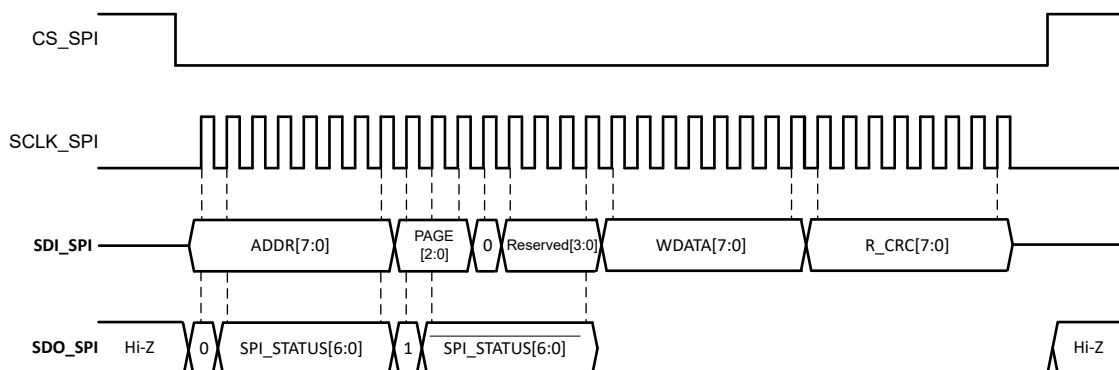 CS_SPI
SCLK_SPI
SDI_SPI
ADDR[7:0]
PAGE
[2:0]
0
Reserved[3:0]
WDATA[7:0]
R_CRC[7:0]
SDO_SPI
Hi-Z
0
SPI_STATUS[6:0]
1
SPI_STATUS[6:0]
Hi-Z